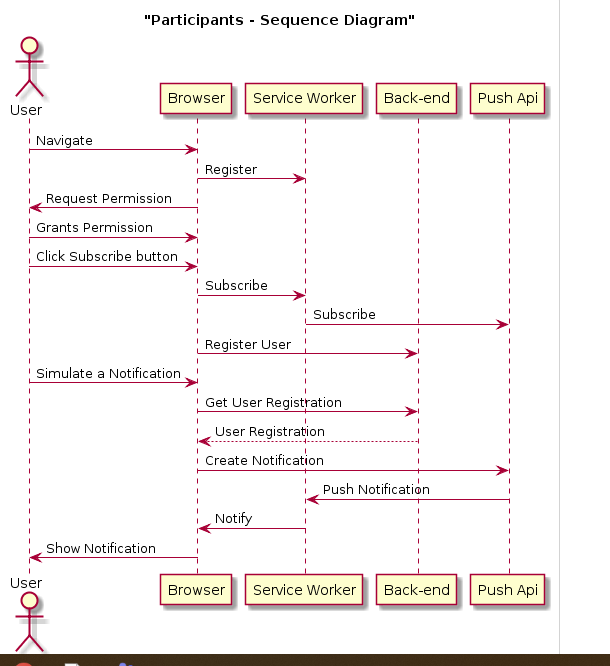 "Participants - Sequence Diagram"
User
Browser
Service Worker
Back-end
Push Api
Navigate
Register
Request Permission
Grants Permission
Click Subscribe button
Subscribe
Subscribe
Register User
Simulate a Notification
Get User Registration
User Registration
Create Notification
Push Notification
Notify
Show Notification
User
Browser
Service Worker
Back-end
Push Api